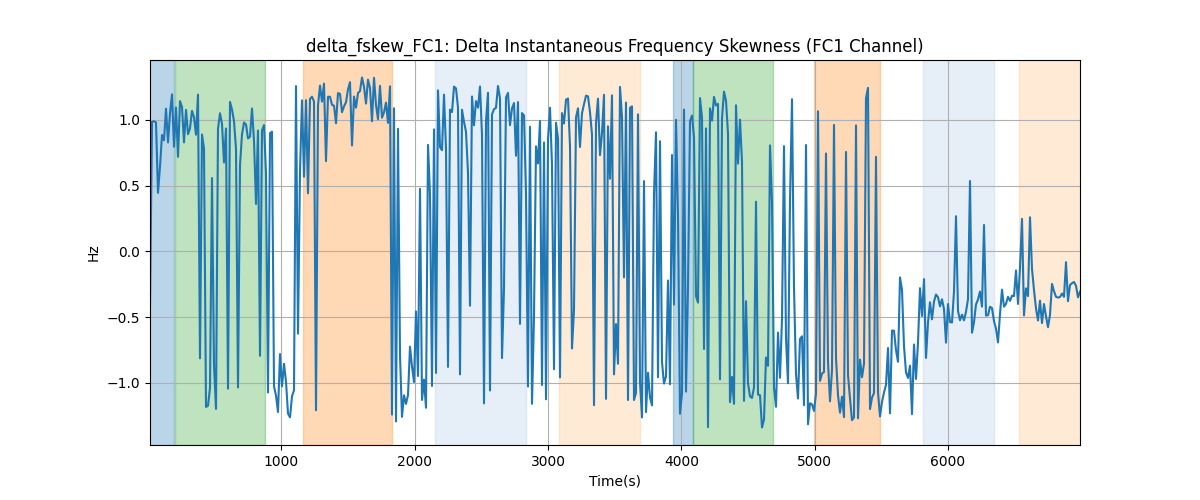 delta_fskew_FC1: Delta Instantaneous Frequency Skewness (FC1 Channel)
1.0
0.5
0.0
−0.5
−1.0
Hz
1000 2000 3000 4000 5000 6000
Time(s)